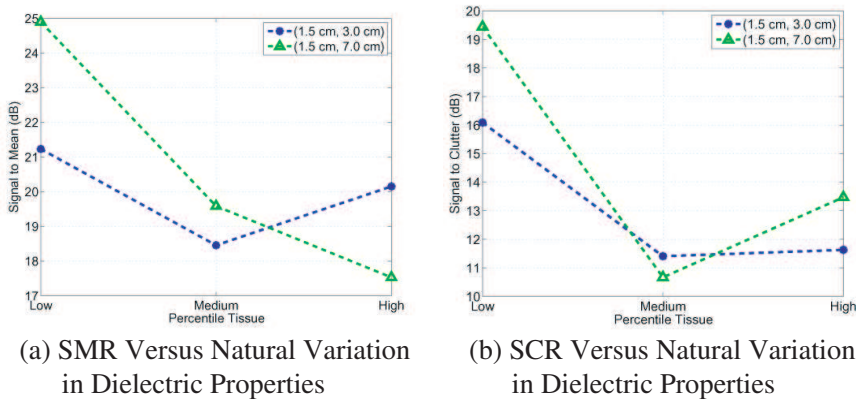 25
24
23
22
21
20
19
18
17
Signal to Mean (dB)
(1.5 cm, 3.0 cm)
(1.5 cm, 7.0 cm)
Low
Medium
High
Percentile Tissue
(a) SMR Versus Natural Variation
in Dielectric Properties
20
19
18
17
16
15
14
13
12
11
10
Signal to Clutter (dB)
(1.5 cm, 3.0 cm)
(1.5 cm, 7.0 cm)
Low
Medium
High
Percentile Tissue
(b) SCR Versus Natural Variation
in Dielectric Properties